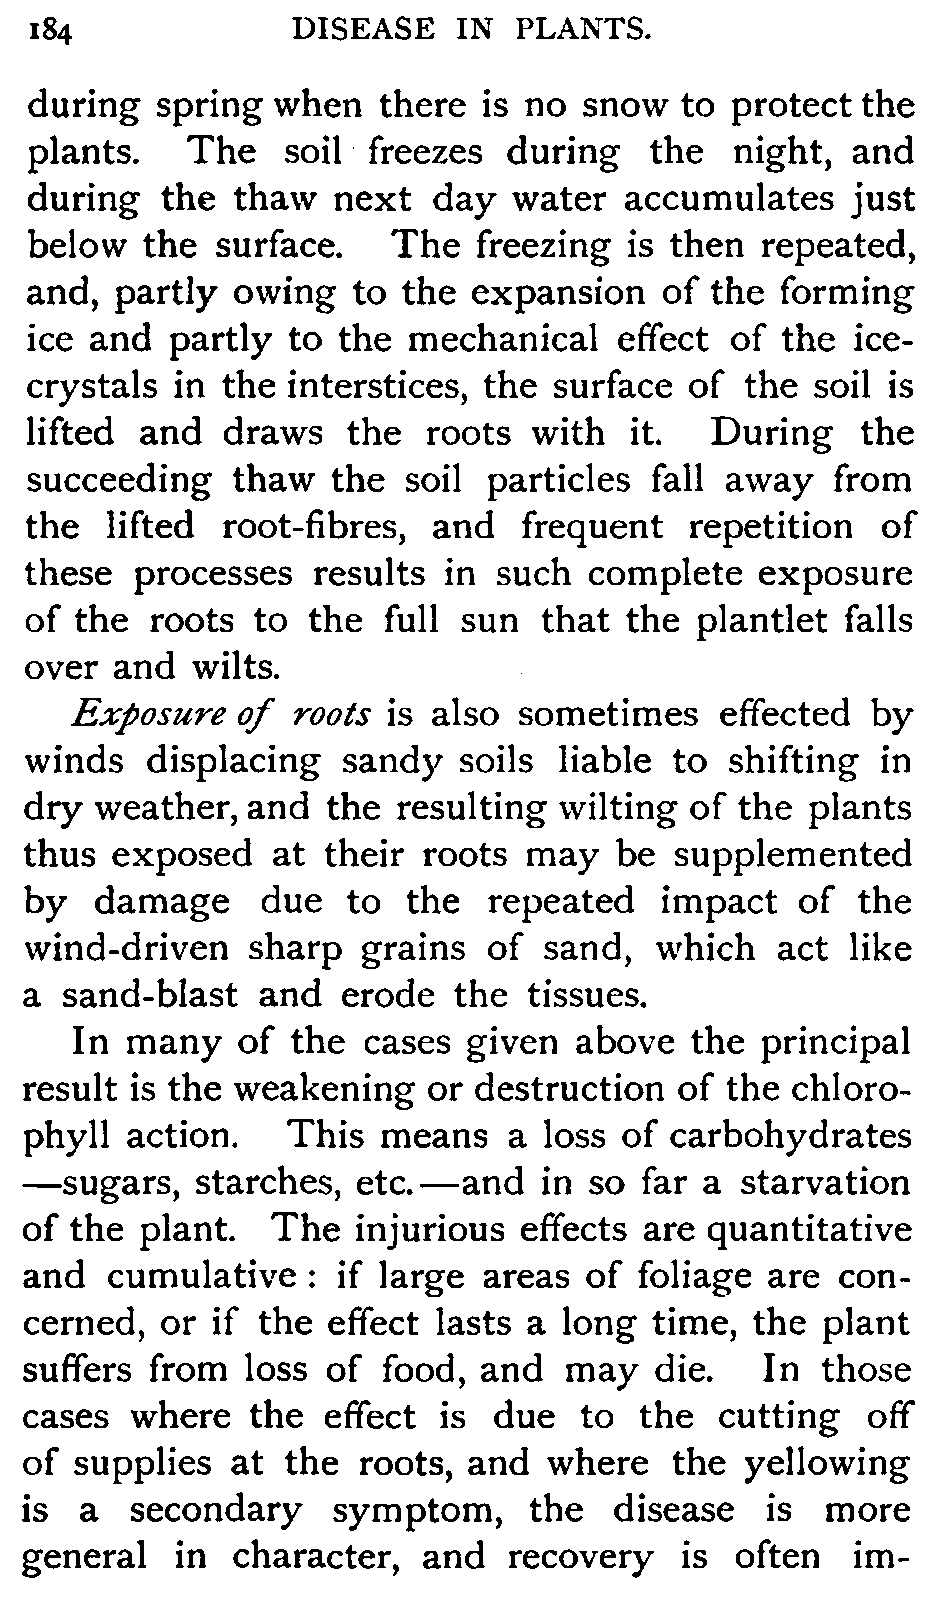 184 DISEASE IN PLANTS.
during spring when there is no snow to protect the
plants. The soil freezes during the night, and
during the thaw next day water accumulates just
below the surface. The freezing is then repeated,
and, partly owing to the expansion of the forming
ice and partly to the mechanical effect of the ice-
crystals in the interstices, the surface of the soil is
lifted and draws the roots with it. During the
succeeding thaw the soil particles fall away from
the lifted root-fibres, and frequent repetition of
these processes results in such complete exposure
of the roots to the full sun that the plantlet falls
over and wilts.
Exposure of roots is also sometimes effected by
winds displacing sandy soils liable to shifting in
dry weather, and the resulting wilting of the plants
thus exposed at their roots may be supplemented
by damage due to the repeated impact of the
wind-driven sharp grains of sand, which act like
a sand-blast and erode the tissues.
In many of the cases given above the principal
result is the weakening or destruction of the chloro-
phyll action. This means a loss of carbohydrates
—sugars, starches, etc.—and in so far a starvation
of the plant. The injurious effects are quantitative
and cumulative : if large areas of foliage are con-
cerned, or if the effect lasts a long time, the plant
suffers from loss of food, and may die. In those
cases where the effect is due to the cutting off
of supplies at the roots, and where the yellowing
is a secondary symptom, the disease is more
general in character, and recovery is often im-